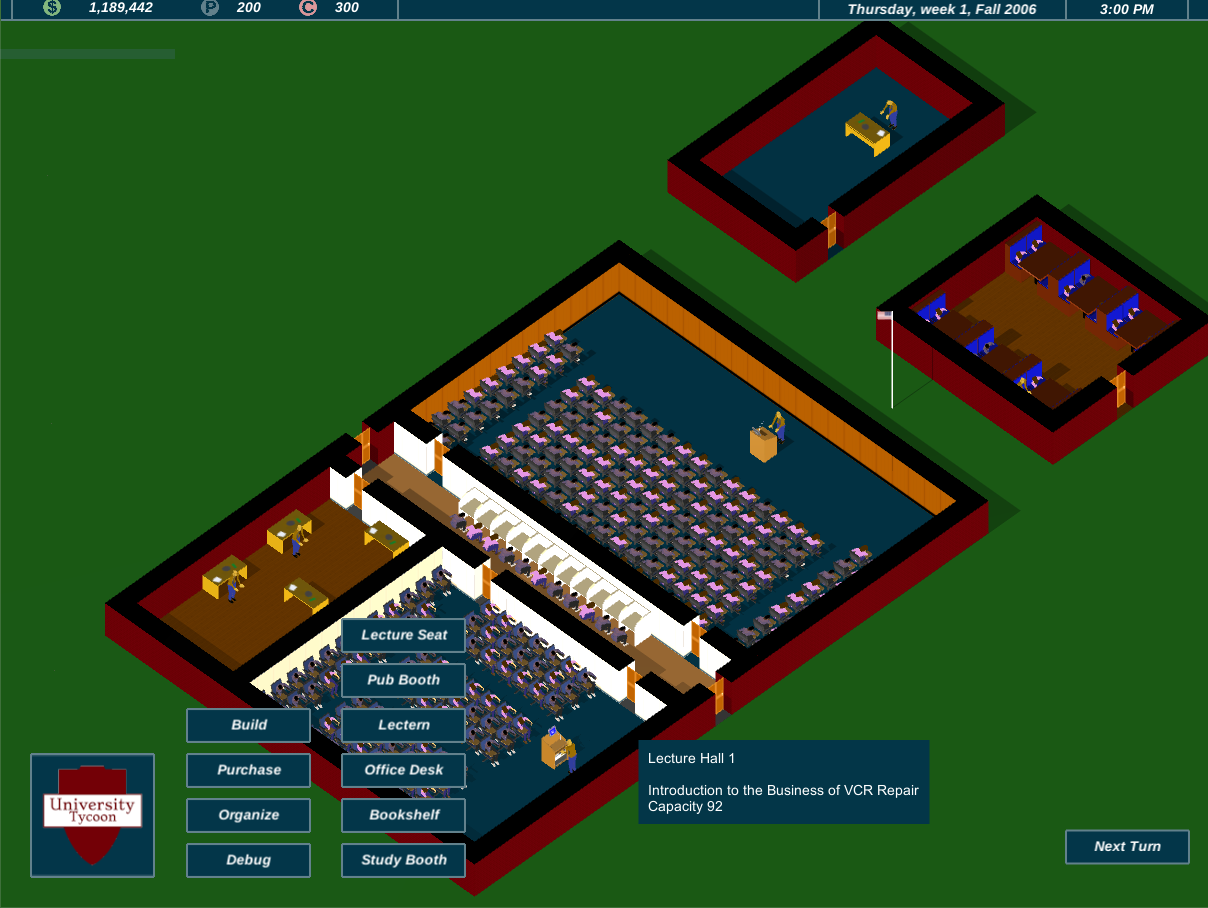 $ 1,189,442 P 200 C 300 Thursday, week 1, Fall 2006 3:00 PM
Lecture Seat
Pub Booth
Build Lectern
Purchase Office Desk
Organize Bookshelf
Debug Study Booth
University
Tycoon
Lecture Hall 1
Introduction to the Business of VCR Repair
Capacity 92
Next Turn